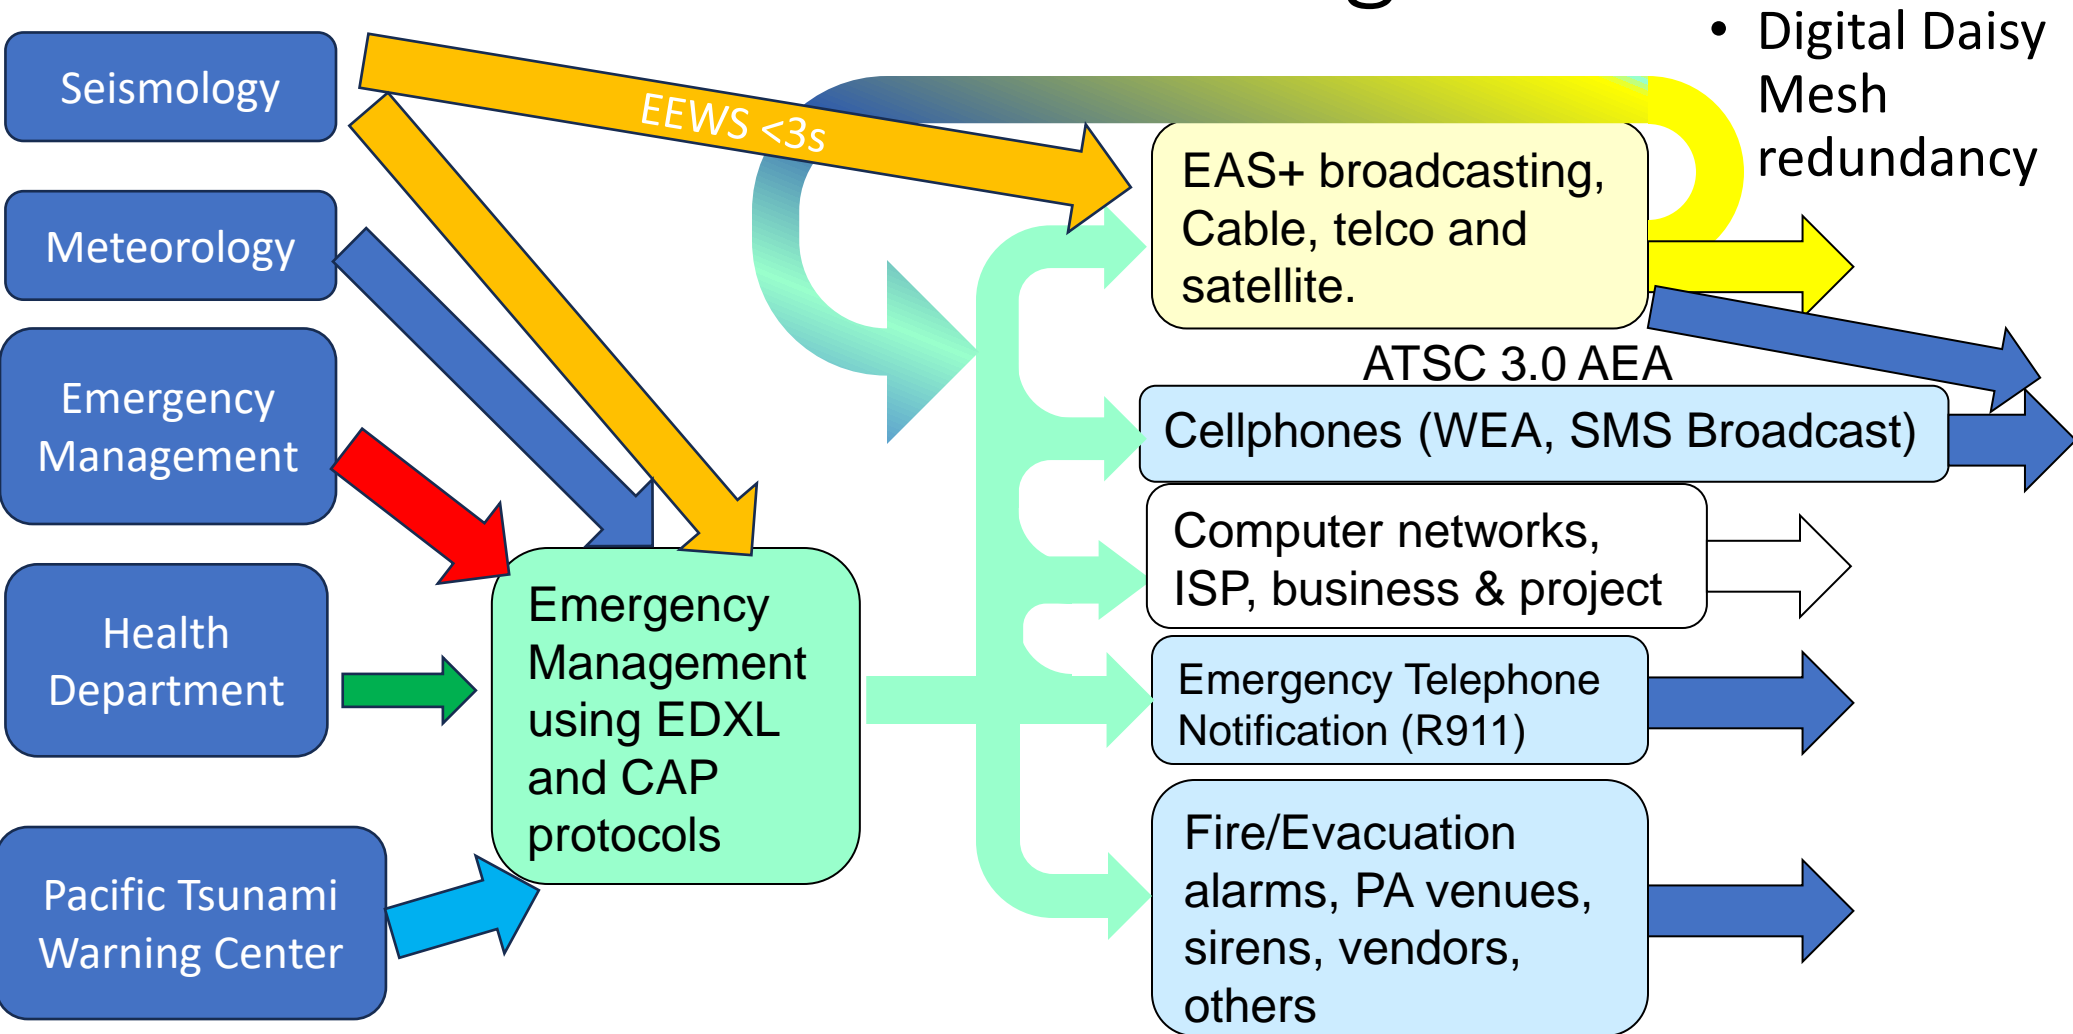 • Digital Daisy
Mesh
redundancy
Seismology
Meteorology
Emergency
Management
Health
Department
Pacific Tsunami
Warning Center
EEWS <3s
Emergency
Management
using EDXL
and CAP
protocols
EAS+ broadcasting,
Cable, telco and
satellite.
ATSC 3.0 AEA
Cellphones (WEA, SMS Broadcast)
Computer networks,
ISP, business & project
Emergency Telephone
Notification (R911)
Fire/Evacuation
alarms, PA venues,
sirens, vendors,
others